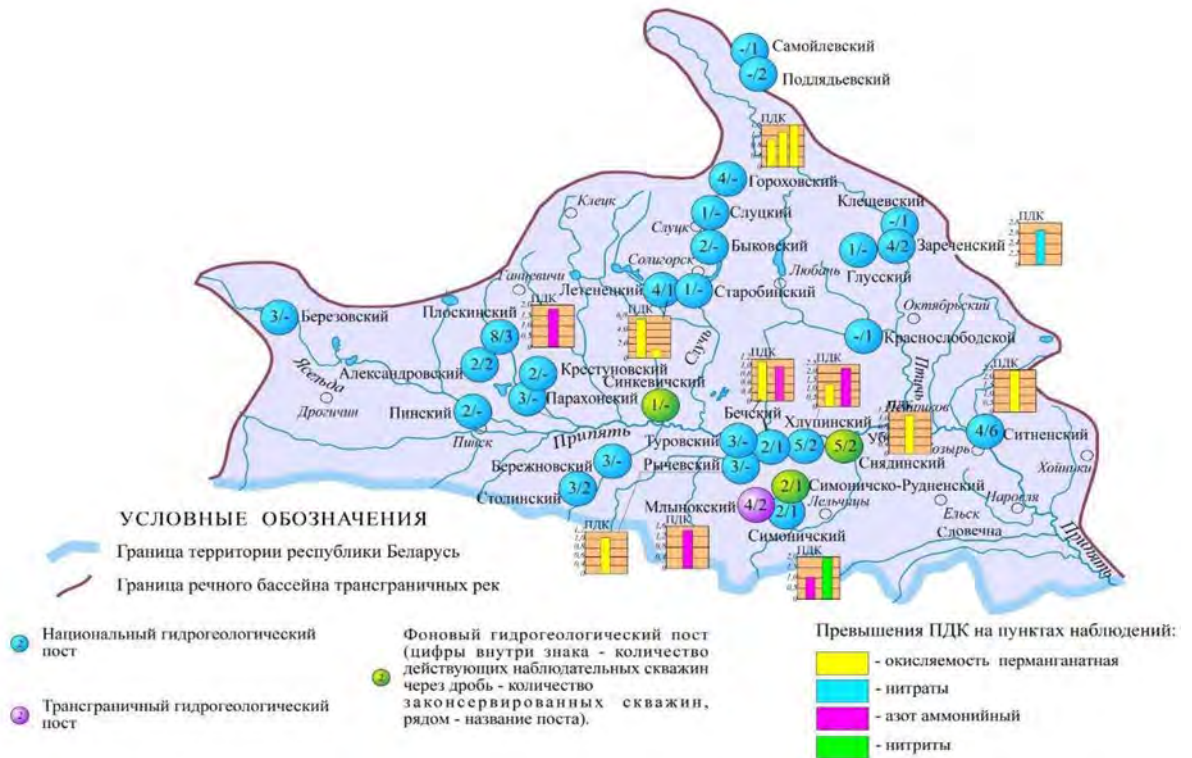 -/1
Самойлевский
-/2
Подлядьевский
ПДК
4/-
Гороховский
Клецк
1/-
Слуцкий
Слуцк
Клещевский
-/1
ПДК
2/-
Быковский
4/2
Зареченский
1/-
Глусский
Солигорск
Любань
Ганцевичи
Летенецкий
4/1
1/-
Старобинский
Октябрьский
3/-
Березовский
Плоскинский
ПДК
ПДК
8/3
-/1
Краснослободской
Случь
Птичь
Ясельда
Александровский
2/2
2/-
Крестуновский
Синкевичский
ПДК
ПДК
ПДК
Дрогичин
3/-
Парахонский
1/-
Пинский
2/-
Бечский
Хлупинский
ПДК
Пинск
Припять
Туровский
3/-
2/1
5/2
5/2
Снядинский
4/6
Ситненский
Бережновский
3/-
Рычевский
3/-
Хойники
Столинский
3/2
2/1
Симоничско-Рудненский
Млынокский
4/2
2/1
Лельчицы
Наровля
Ельск
Словечна
Симоничский
Припять
ПДК
ПДК
ПДК
УСЛОВНЫЕ ОБОЗНАЧЕНИЯ
Граница территории республики Беларусь
Граница речного бассейна трансграничных рек
2
Национальный гидрогеологический
пост
2
Трансграничный гидрогеологический
пост
2
Фоновый гидрогеологический пост
(цифры внутри знака - количество
действующих наблюдательных скважин
через дробь - количество
законсервированных скважин,
рядом - название поста).
Превышения ПДК на пунктах наблюдений:
- окисляемость перманганатная
- нитраты
- азот аммонийный
- нитриты